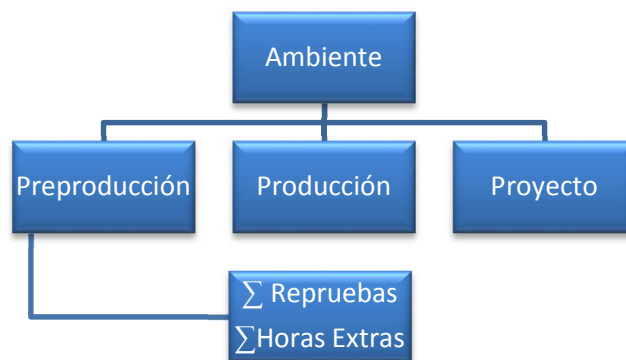 Ambiente
Preproducción
Producción
Proyecto
∑ Repruebas
∑Horas Extras